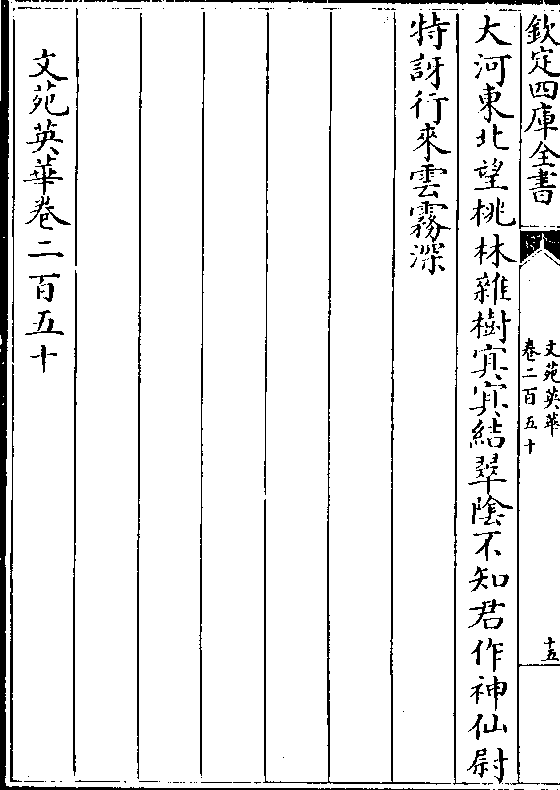 欽定四庫全書
文苑英華
卷二百五十
十五
大河東北望桃林雜樹㝠㝠結翠陰不知君作神仙尉
特訝行來雲霧深
文苑英華卷二百五十